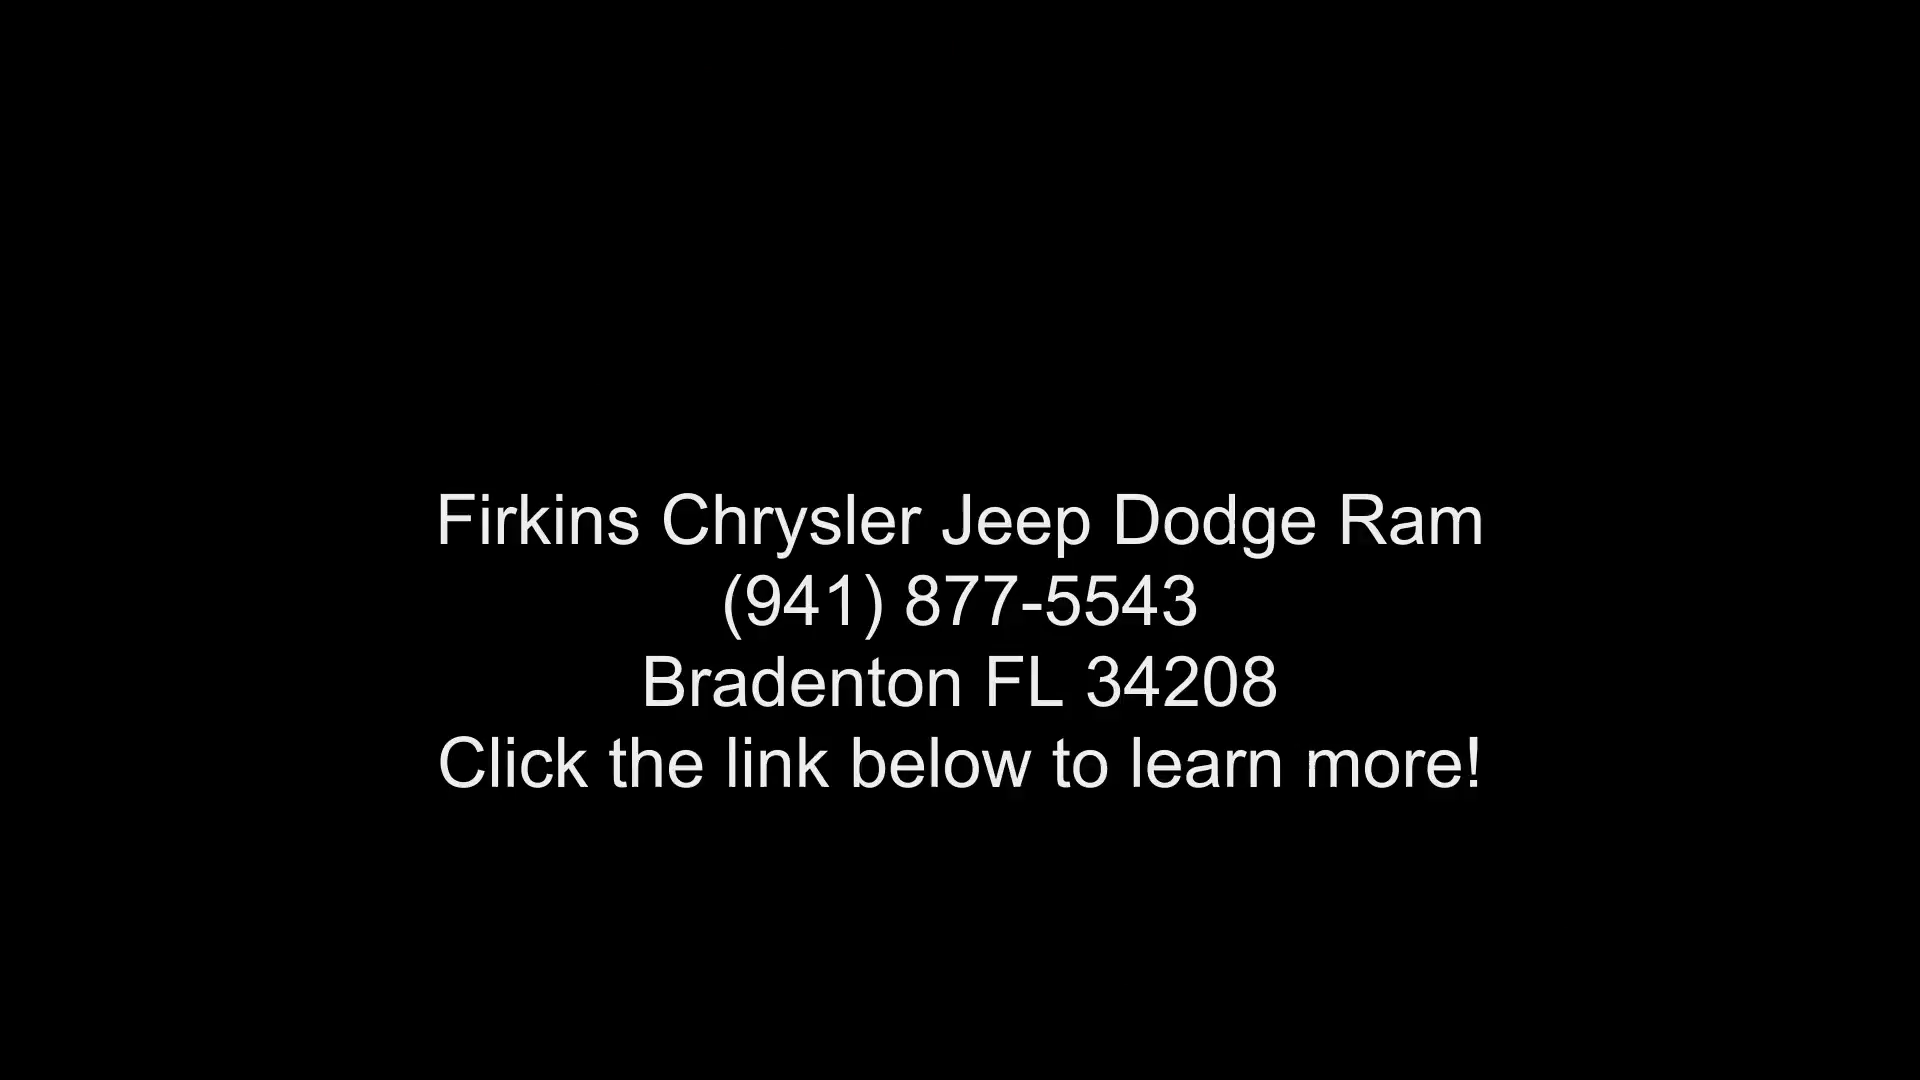 Firkins Chrysler Jeep Dodge Ram
(941) 877-5543
Bradenton FL 34208
Click the link below to learn more!